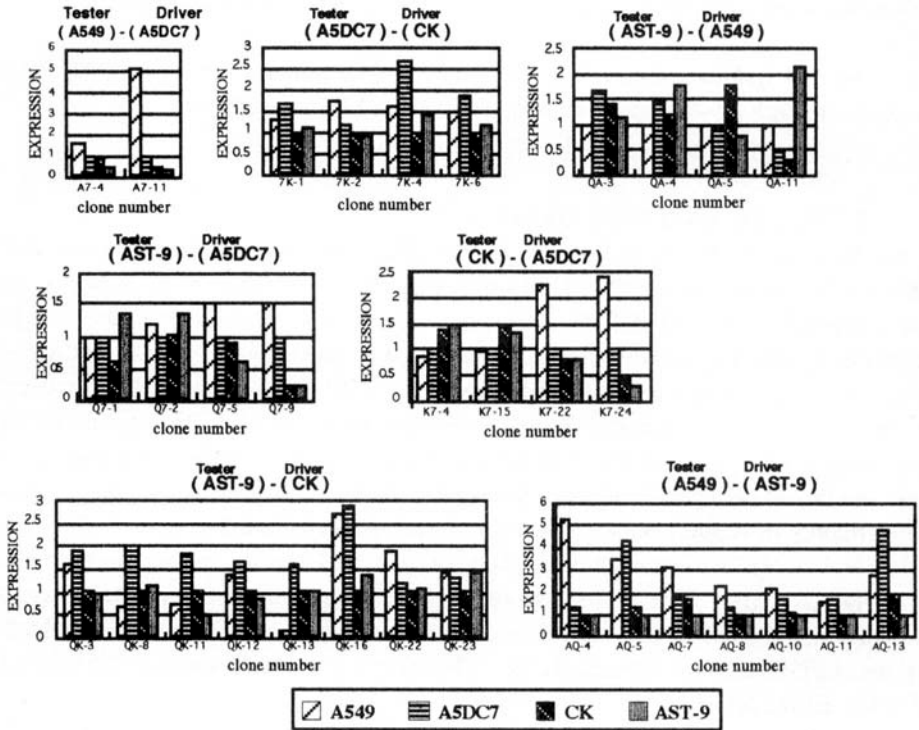 Tester Driver
( A549) - (A5DC7)
EXPRESSION
6
5
4
3
2
1
0
A7-4 A7-11
clone number
Tester Driver
( A5DC7) - ( CK )
EXPRESSION
3
2.5
2
1.5
1
0.5
0
7K-1 7K-2 7K-4 7K-6
clone number
Tester Driver
( AST-9 ) - ( A549)
EXPRESSION
2.5
2
1.5
1
0.5
0
QA-3 QA-4 QA-5 QA-11
clone number
Tester Driver
( AST-9) - ( A5DC7)
EXPRESSION
2
1.5
1
0.5
0
Q7-1 Q7-2 Q7-5 Q7-9
clone number
Tester Driver
( CK ) - ( A5DC7)
EXPRESSION
2.5
2
1.5
1
0.5
0
K7-4 K7-15 K7-22 K7-24
clone number
Tester Driver
( AST-9 ) - ( CK )
EXPRESSION
3
2.5
2
1.5
1
0.5
0
QK-3 QK-8 QK-11 QK-12 QK-13 QK-16 QK-22 QK-23
clone number
Tester Driver
( A549 ) - ( AST-9 )
EXPRESSION
6
5
4
3
2
1
0
AQ-4 AQ-5 AQ-7 AQ-8 AQ-10 AQ-11 AQ-13
clone number
A549 A5DC7 CK AST-9